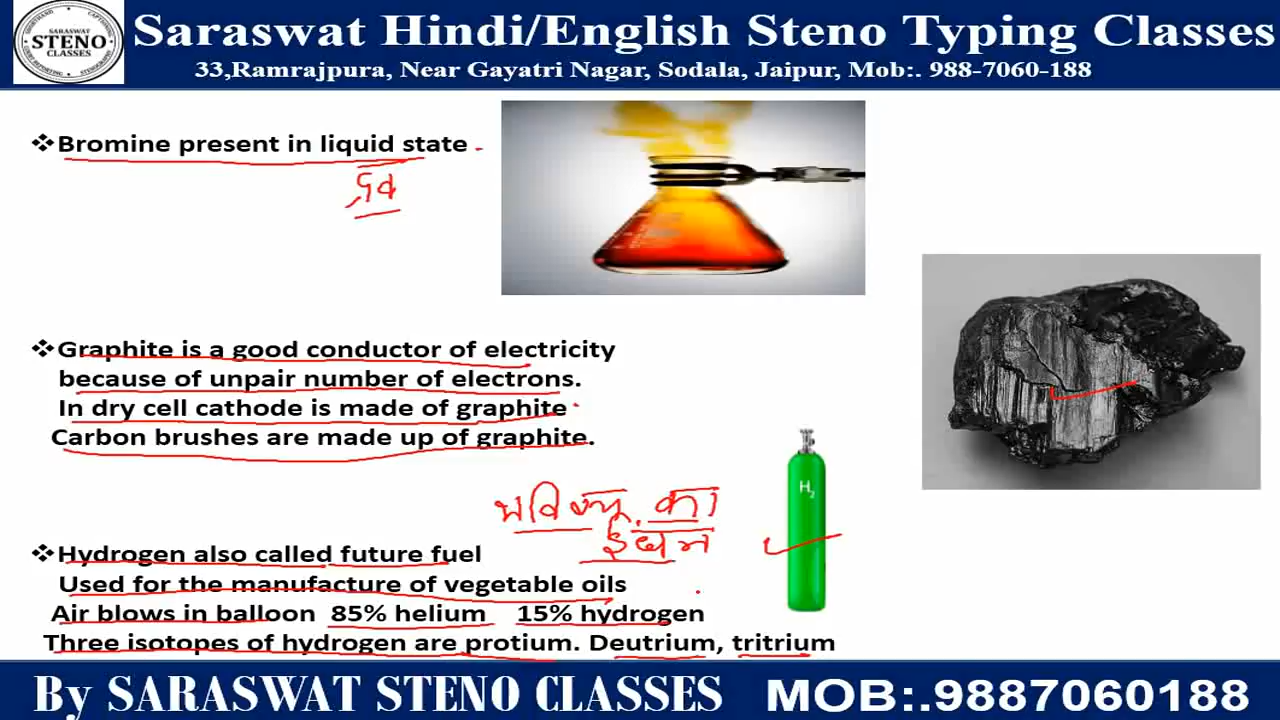 SARASWAT
STENO
CLASSES
Saraswat Hindi/English Steno Typing Classes
33,Ramrajpura, Near Gayatri Nagar, Sodala, Jaipur, Mob:. 988-7060-188
❖Bromine present in liquid state
द्रव
❖Graphite is a good conductor of electricity
because of unpair number of electrons.
In dry cell cathode is made of graphite
Carbon brushes are made up of graphite.
H2
भविष्य का
ईंधन
❖Hydrogen also called future fuel
Used for the manufacture of vegetable oils
Air blows in balloon 85% helium 15% hydrogen
Three isotopes of hydrogen are protium. Deutrium, tritrium
By SARASWAT STENO CLASSES MOB:.9887060188